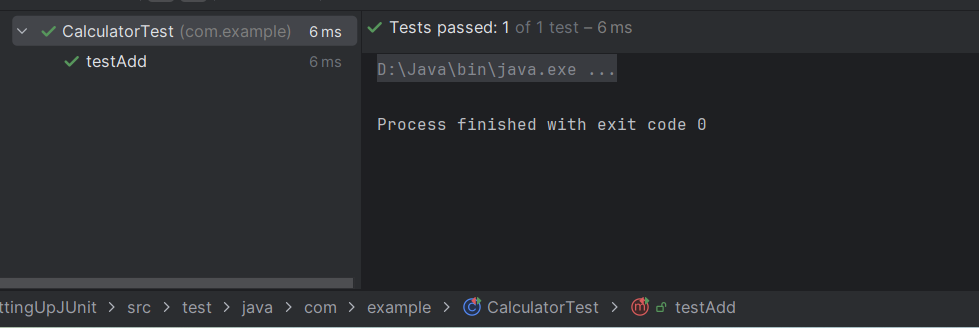 CalculatorTest (com.example) 6 ms
testAdd 6 ms
Tests passed: 1 of 1 test – 6 ms
D:\Java\bin\java.exe ...
Process finished with exit code 0
ttingUpJUnit > src > test > java > com > example > CalculatorTest > testAdd